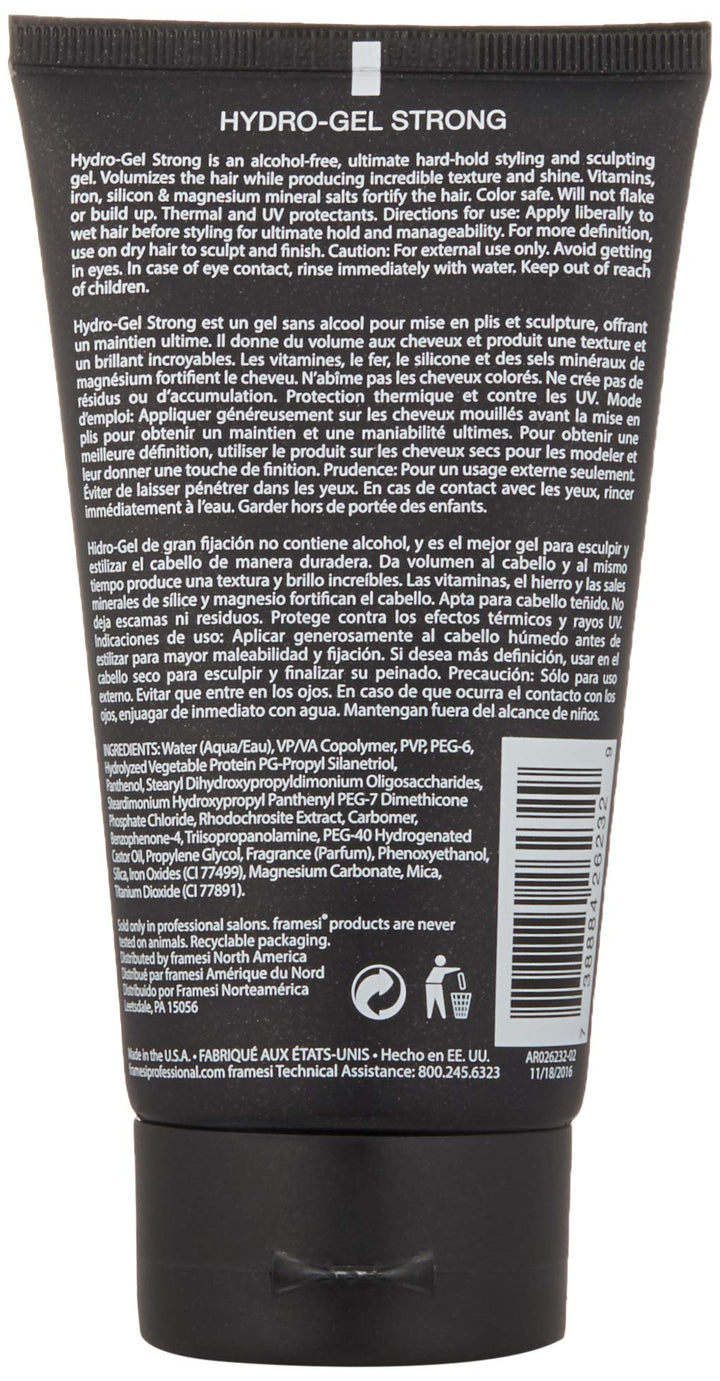 HYDRO-GEL STRONG
Hydro-Gel Strong is an alcohol-free, ultimate hard-hold styling and sculpting
gel. Volumizes the hair while producing incredible texture and shine. Vitamins,
iron, silicon & magnesium mineral salts fortify the hair. Color safe. Will not flake
or build up. Thermal and UV protectants. Directions for use: Apply liberally to
wet hair before styling for ultimate hold and manageability. For more definition,
use on dry hair to sculpt and finish. Caution: For external use only. Avoid getting
in eyes. In case of eye contact, rinse immediately with water. Keep out of reach
of children.
Hydro-Gel Strong est un gel sans alcool pour mise en plis et sculpture, offrant
un maintien ultime. Il donne du volume aux cheveux et produit une texture et
un brillant incroyables. Les vitamines, le fer, le silicone et des sels minéraux de
magnésium fortifient le cheveu. N'abîme pas les cheveux colorés. Ne crée pas de
résidus ou d'accumulation. Protection thermique et contre les UV. Mode
d'emploi: Appliquer généreusement sur les cheveux mouillés avant la mise en
plis pour obtenir un maintien et une maniabilité ultimes. Pour obtenir une
meilleure définition, utiliser le produit sur les cheveux secs pour les modeler et
leur donner une touche de finition. Prudence: Pour un usage externe seulement.
Éviter de laisser pénétrer dans les yeux. En cas de contact avec les yeux, rincer
immédiatement à l'eau. Garder hors de portée des enfants.
Hidro-Gel de gran fijación no contiene alcohol, y es el mejor gel para esculpir y
estilizar el cabello de manera duradera. Da volumen al cabello y al mismo
tiempo produce una textura y brillo increíbles. Las vitaminas, el hierro y las sales
minerales de sílice y magnesio fortifican el cabello. Apta para cabello teñido. No
deja escamas ni residuos. Protege contra los efectos térmicos y rayos UV.
Indicaciones de uso: Aplicar generosamente al cabello húmedo antes de
estilizar para mayor maleabilidad y fijación. Si desea más definición, usar en el
cabello seco para esculpir y finalizar su peinado. Precaución: Sólo para uso
externo. Evitar que entre en los ojos. En caso de que ocurra el contacto con los
ojos, enjuagar de inmediato con agua. Mantengan fuera del alcance de niños.
INGREDIENTS: Water (Aqua/Eau), VP/VA Copolymer, PVP, PEG-6,
Hydrolyzed Vegetable Protein PG-Propyl Silanetriol,
Panthenol, Stearyl Dihydroxypropyldimonium Oligosaccharides,
Steardimonium Hydroxypropyl Panthenyl PEG-7 Dimethicone
Phosphate Chloride, Rhodochrosite Extract, Carbomer,
Benzophenone-4, Triisopropanolamine, PEG-40 Hydrogenated
Castor Oil, Propylene Glycol, Fragrance (Parfum), Phenoxyethanol,
Silica, Iron Oxides (CI 77499), Magnesium Carbonate, Mica,
Titanium Dioxide (CI 77891).
Sold only in professional salons. framesi® products are never
tested on animals. Recyclable packaging.
Distributed by framesi North America
Distribué par framesi Amérique du Nord
Distribuido por Framesi Norteamérica
Leetsdale, PA 15056
7 38884 26232 9
Made in the U.S.A. • FABRIQUÉ AUX ÉTATS-UNIS • Hecho en EE. UU.
framesiprofessional.com framesi Technical Assistance: 800.245.6323
AR026232-02
11/18/2016